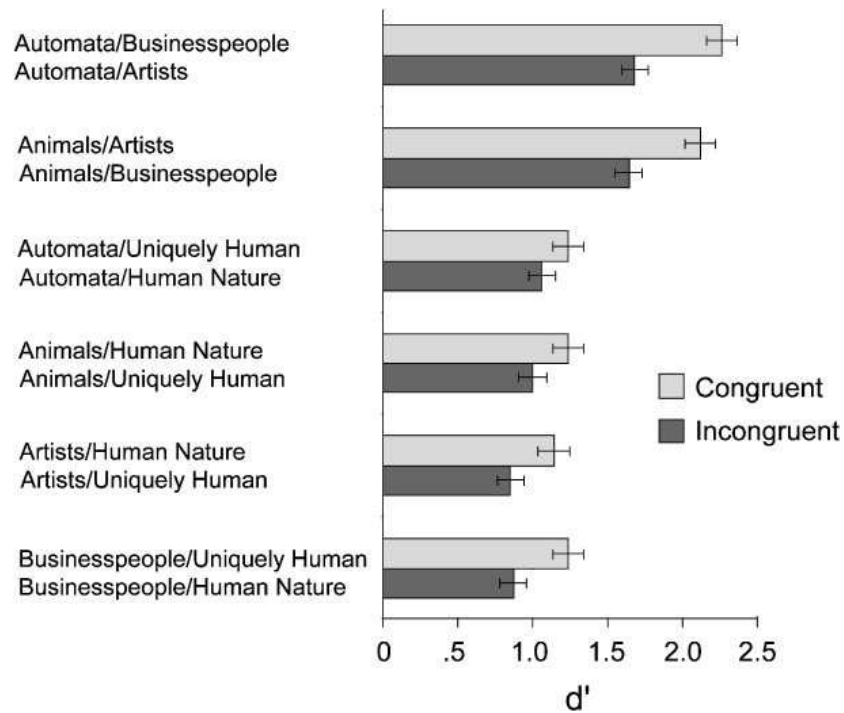 Automata/Businesspeople
Automata/Artists
Animals/Artists
Animals/Businesspeople
Automata/Uniquely Human
Automata/Human Nature
Animals/Human Nature
Animals/Uniquely Human
Congruent
Incongruent
Artists/Human Nature
Artists/Uniquely Human
Businesspeople/Uniquely Human
Businesspeople/Human Nature
0 .5 1.0 1.5 2.0 2.5
d'